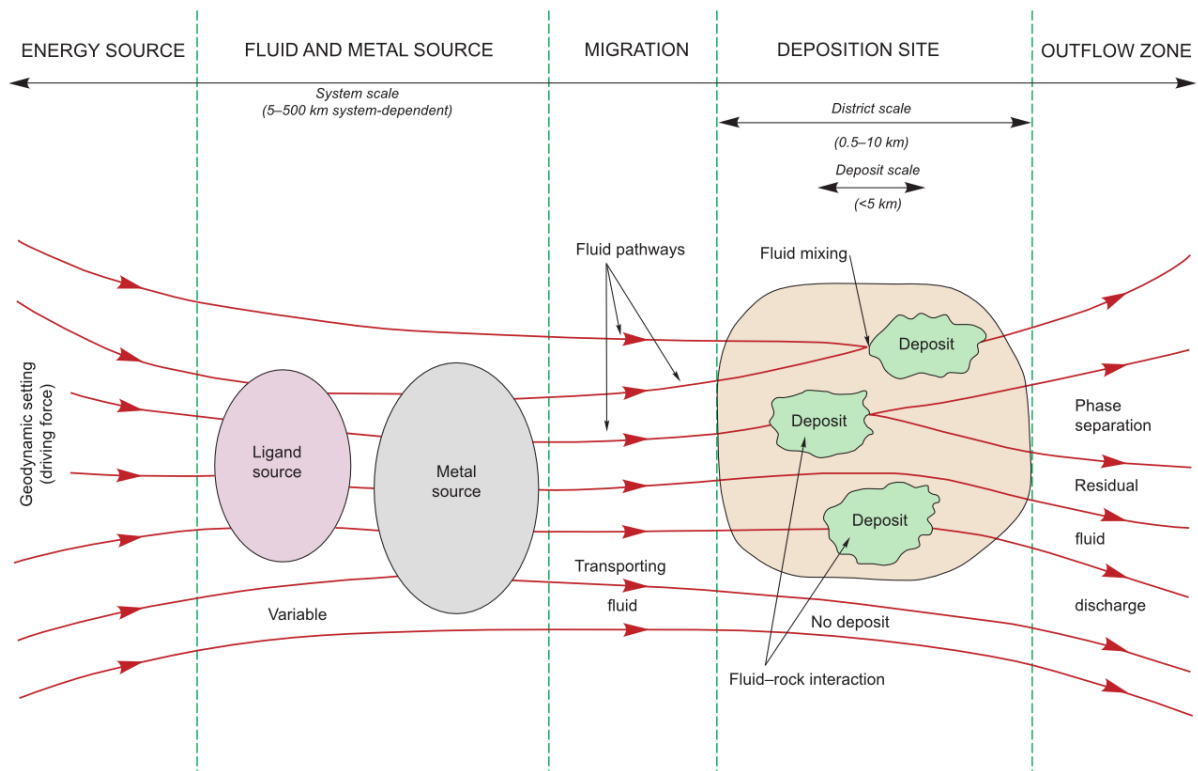 ENERGY SOURCE
FLUID AND METAL SOURCE
MIGRATION
DEPOSITION SITE
OUTFLOW ZONE
System scale
(5–500 km system-dependent)
District scale
(0.5–10 km)
Deposit scale
(<5 km)
Fluid pathways
Fluid mixing
Geodynamic setting
(driving force)
Ligand
source
Metal
source
Deposit
Deposit
Deposit
Phase
separation
Residual
fluid
discharge
Transporting
fluid
Variable
No deposit
Fluid–rock interaction